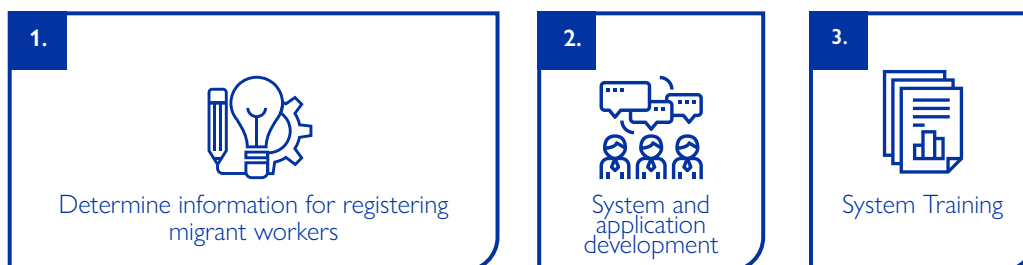 1.
Determine information for registering
migrant workers
2.
System and
application
development
3.
System Training